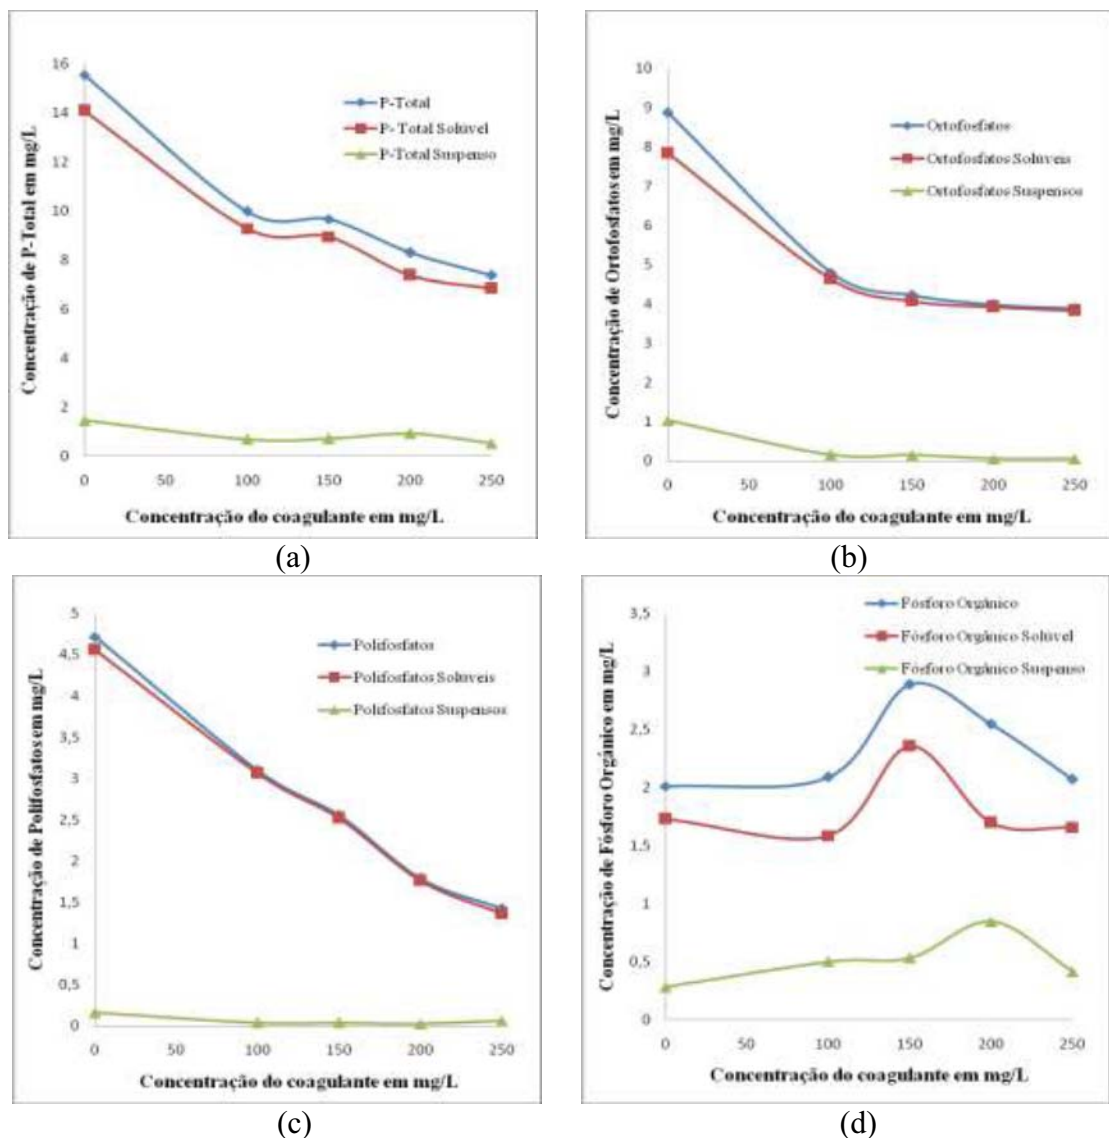 Concentração de P-Total em mg/L
16
14
12
10
8
6
4
2
0
P-Total
P- Total Solúvel
P-Total Suspenso
0 50 100 150 200 250
Concentração do coagulante em mg/L
(a)
Concentração de Ortofosfatos em mg/L
10
9
8
7
6
5
4
3
2
1
0
Ortofosfatos
Ortofosfatos Solúveis
Ortofosfatos Suspensos
0 50 100 150 200 250
Concentração do coagulante em mg/L
(b)
Concentração de Polifosfatos em mg/L
5
4,5
4
3,5
3
2,5
2
1,5
1
0,5
0
Polifosfatos
Polifosfatos Solúveis
Polifosfatos Suspensos
0 50 100 150 200 250
Concentração do coagulante em mg/L
(c)
Concentração de Fósforo Orgânico em mg/L
3,5
3
2,5
2
1,5
1
0,5
0
Fósforo Orgânico
Fósforo Orgânico Solúvel
Fósforo Orgânico Suspenso
0 50 100 150 200 250
Concentração do coagulante em mg/L
(d)